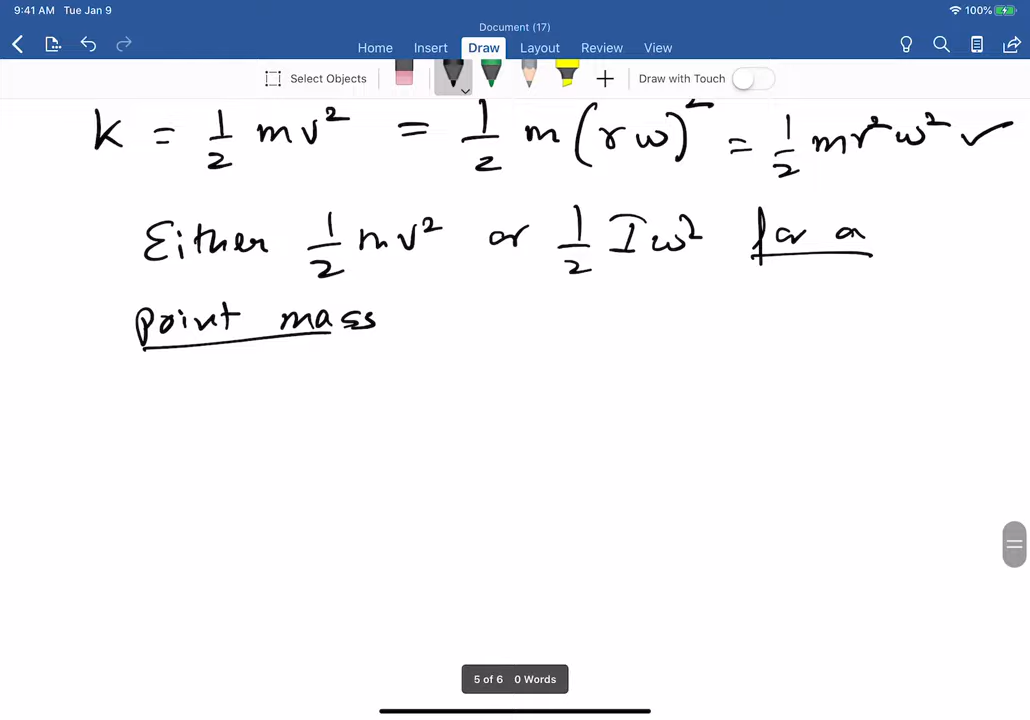 9:41 AM Tue Jan 9
100%
Document (17)
Home Insert Draw Layout Review View
Select Objects
Draw with Touch
K = 1/2 mv² = 1/2 m(rω)² = 1/2 mr²ω² ✓
Either 1/2 mv² or 1/2 Iω² for a
point mass
5 of 6 0 Words